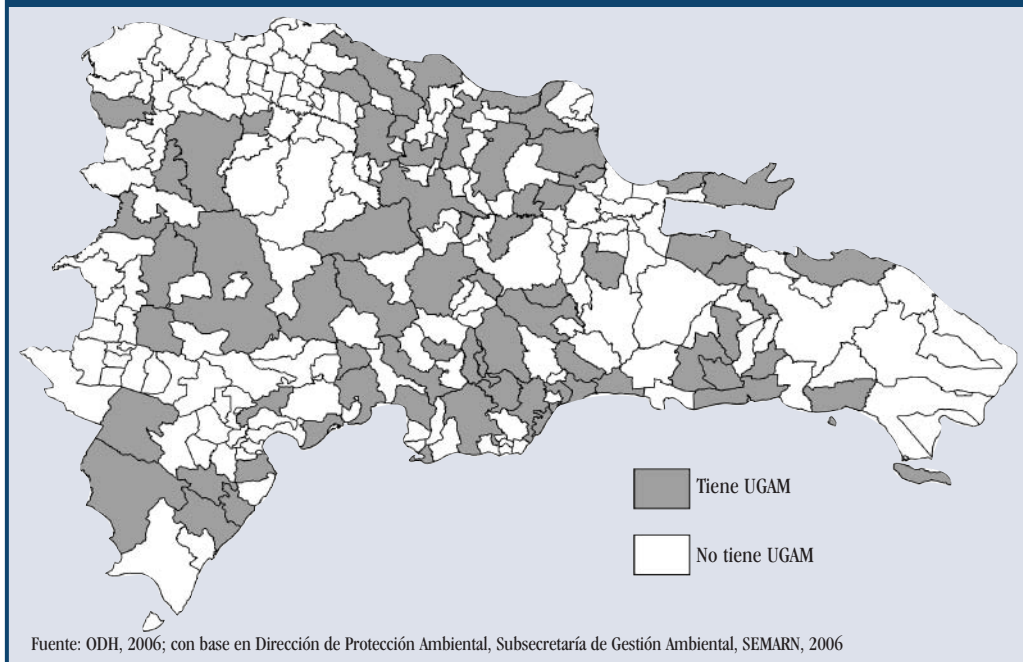 Tiene UGAM
No tiene UGAM
Fuente: ODH, 2006; con base en Dirección de Protección Ambiental, Subsecretaría de Gestión Ambiental, SEMARN, 2006